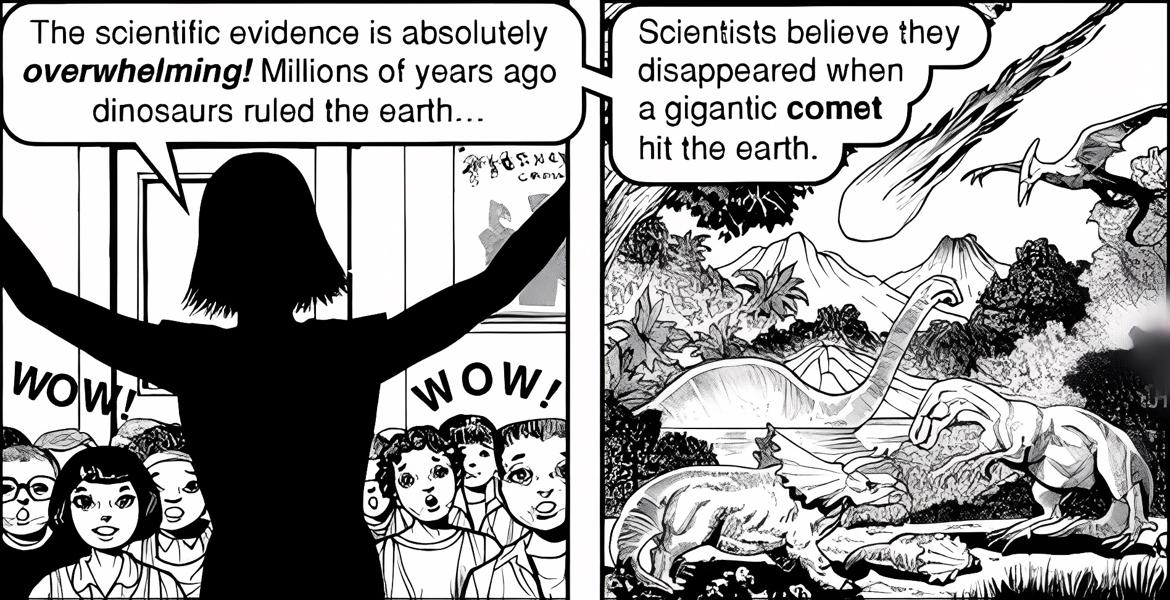 The scientific evidence is absolutely
overwhelming! Millions of years ago
dinosaurs ruled the earth...
WOW!
WOW!
Scientists believe they
disappeared when
a gigantic comet
hit the earth.